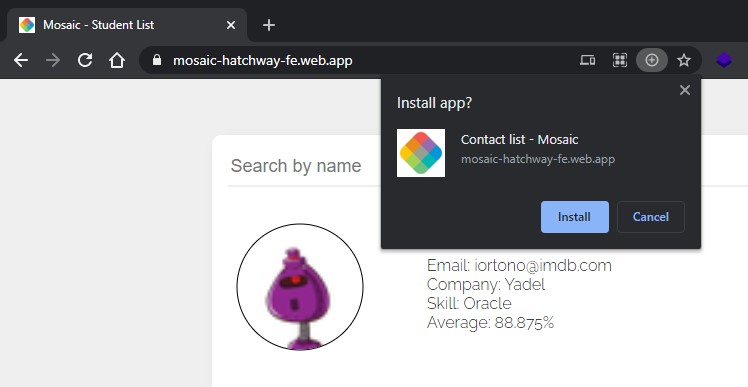 Mosaic - Student List
mosaic-hatchway-fe.web.app
Install app?
Contact list - Mosaic
mosaic-hatchway-fe.web.app
Install
Cancel
Search by name
Email: iortono@imdb.com
Company: Yadel
Skill: Oracle
Average: 88.875%